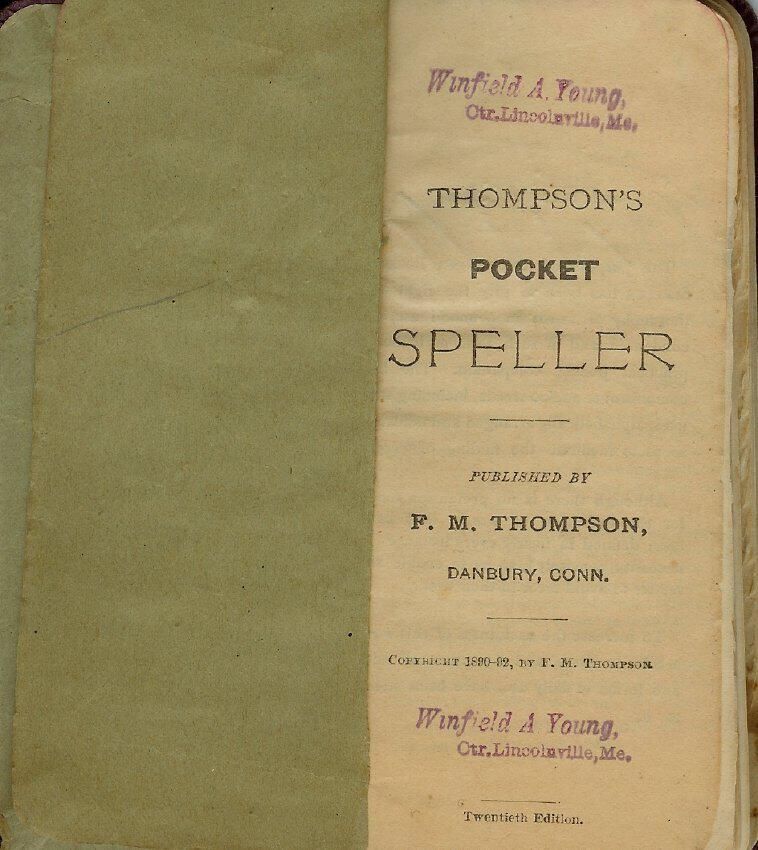 Winfield A. Young,
Ctr. Lincolnville, Me.
THOMPSON'S
POCKET
SPELLER
PUBLISHED BY
F. M. THOMPSON,
DANBURY, CONN.
COPYRIGHT 1890-92, BY F. M. THOMPSON.
Winfield A Young,
Ctr. Lincolnville, Me.
Twentieth Edition.